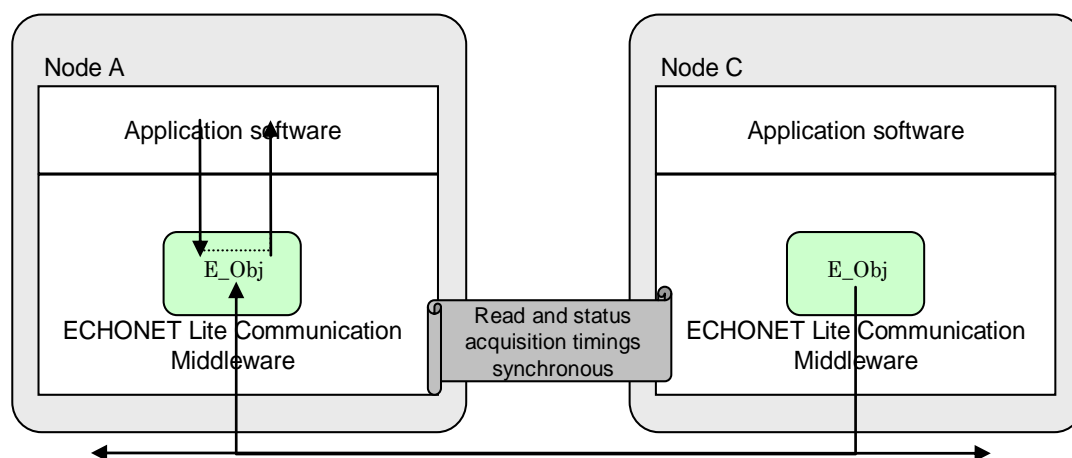 Node A
Application software
E_Obj
ECHONET Lite Communication
Middleware
Read and status
acquisition timings
synchronous
Node C
Application software
E_Obj
ECHONET Lite Communication
Middleware